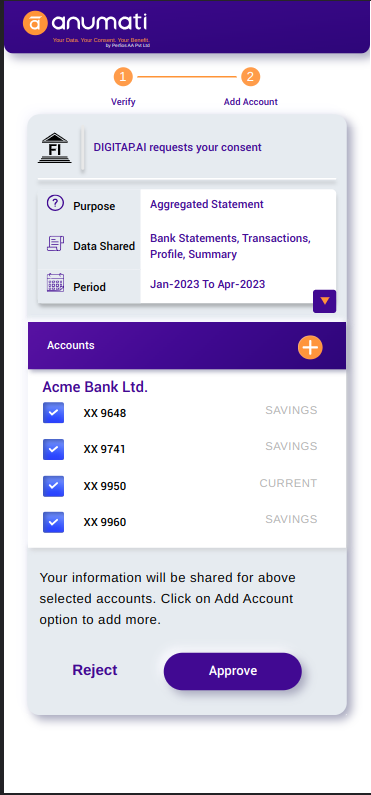 ā anumati
Your Data. Your Consent. Your Benefit.
by Perfios AA Pvt Ltd
1 2
Verify Add Account
FI DIGITAP.AI requests your consent
? Purpose Aggregated Statement
Data Shared Bank Statements, Transactions,
Profile, Summary
Period Jan-2023 To Apr-2023
Accounts
Acme Bank Ltd.
XX 9648 SAVINGS
XX 9741 SAVINGS
XX 9950 CURRENT
XX 9960 SAVINGS
Your information will be shared for above
selected accounts. Click on Add Account
option to add more.
Reject Approve